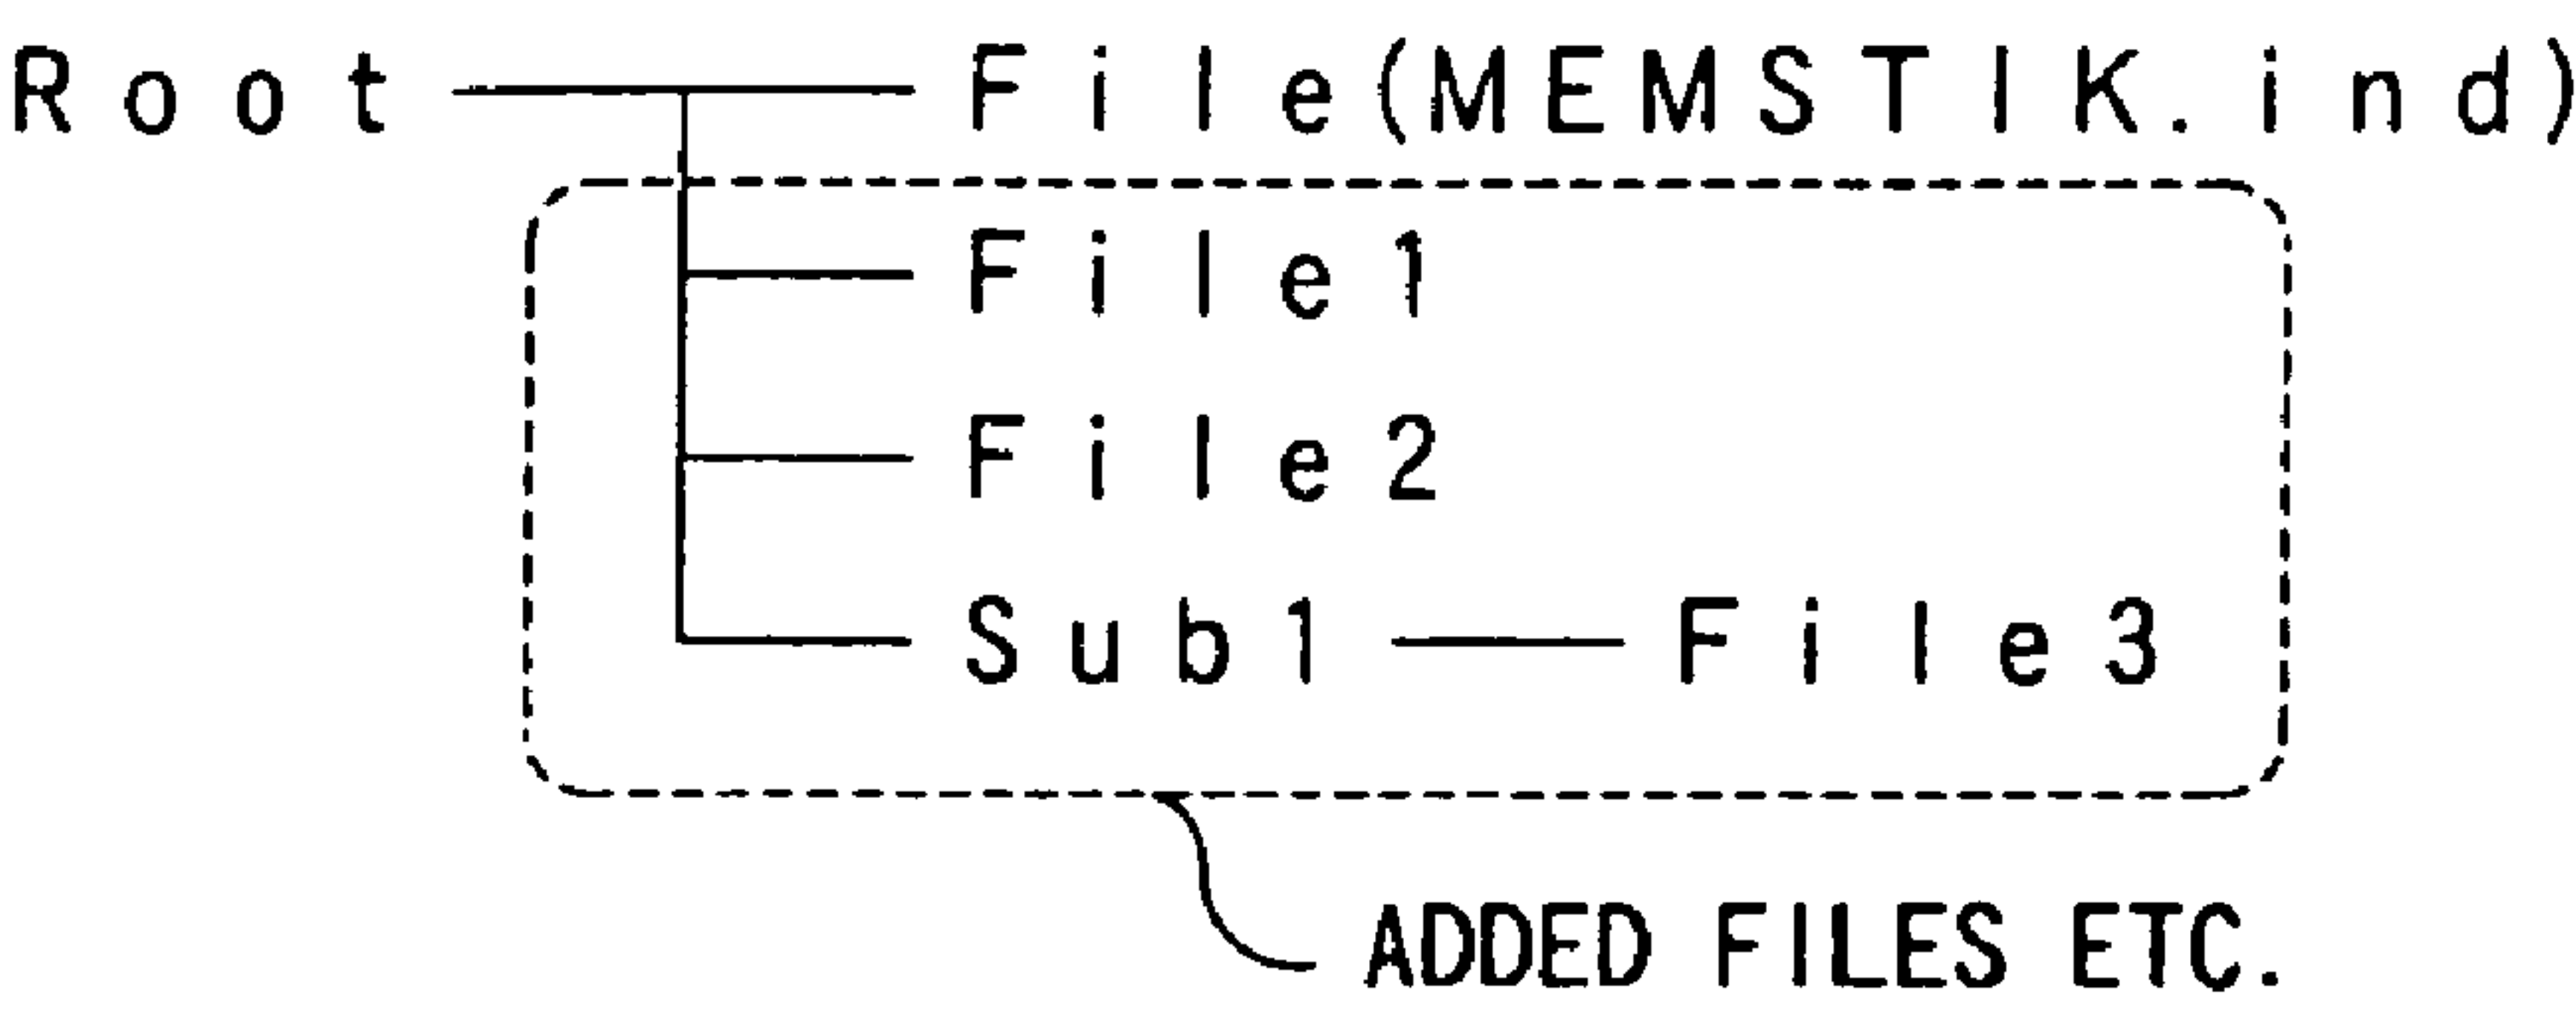 Root File(MEMSTIK.ind)
File1
File2
Sub1 File3
ADDED FILES ETC.